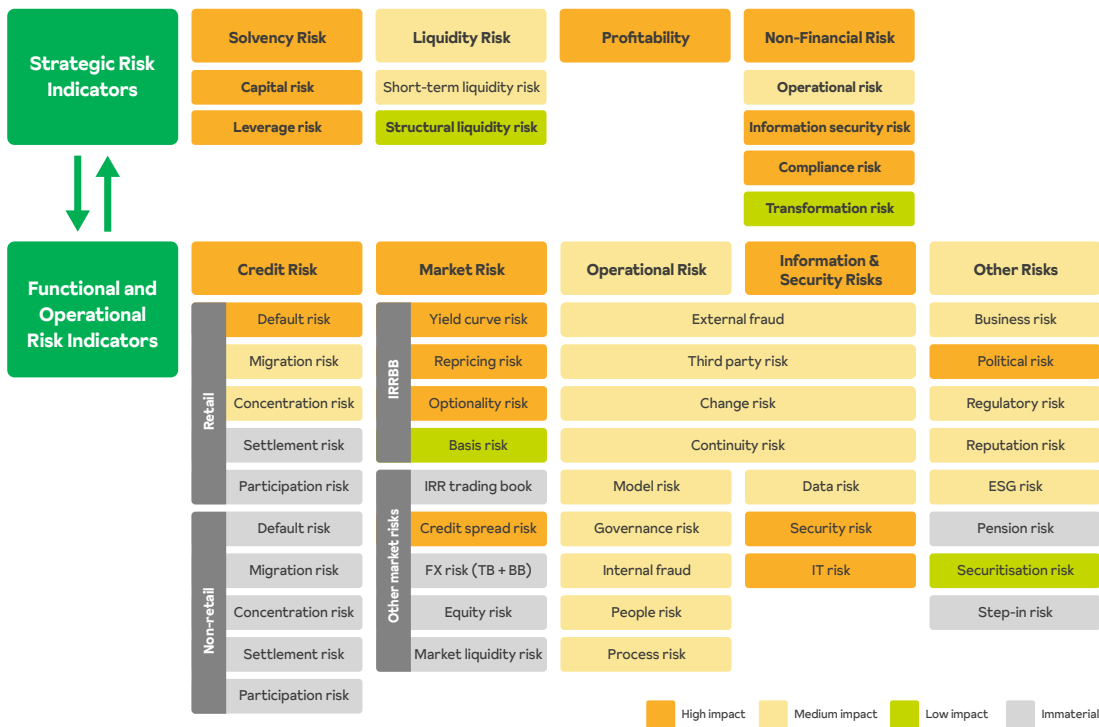 Strategic Risk
Indicators
Solvency Risk
Capital risk
Leverage risk
Liquidity Risk
Short-term liquidity risk
Structural liquidity risk
Profitability
Non-Financial Risk
Operational risk
Information security risk
Compliance risk
Transformation risk
Functional and
Operational
Risk Indicators
Credit Risk
Retail
Default risk
Migration risk
Concentration risk
Settlement risk
Participation risk
Non-retail
Default risk
Migration risk
Concentration risk
Settlement risk
Participation risk
Market Risk
IRRBB
Yield curve risk
Repricing risk
Optionality risk
Basis risk
Other market risks
IRR trading book
Credit spread risk
FX risk (TB + BB)
Equity risk
Market liquidity risk
Operational Risk
Information &
Security Risks
External fraud
Third party risk
Change risk
Continuity risk
Model risk
Governance risk
Internal fraud
People risk
Process risk
Data risk
Security risk
IT risk
Other Risks
Business risk
Political risk
Regulatory risk
Reputation risk
ESG risk
Pension risk
Securitisation risk
Step-in risk
High impact
Medium impact
Low impact
Immaterial